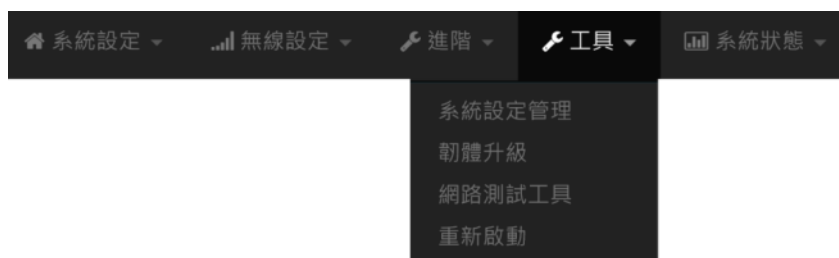 系統設定 無線設定 進階 工具 系統狀態
系統設定管理
韌體升級
網路測試工具
重新啟動